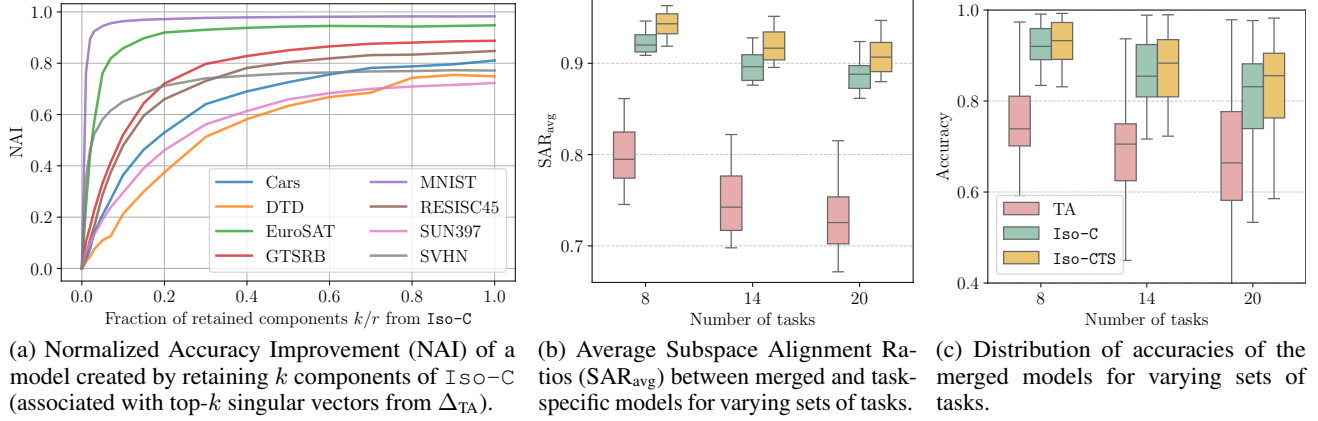 1.0
0.8
0.6
0.4
0.2
0.0
NAI
0.0
0.2
0.4
0.6
0.8
1.0
Fraction of retained components k/r from Iso-C
Cars
DTD
EuroSAT
GTSRB
MNIST
RESISC45
SUN397
SVHN
(a) Normalized Accuracy Improvement (NAI) of a
model created by retaining k components of Iso-C
(associated with top-k singular vectors from Δ_TA).
0.9
0.8
0.7
SAR_avg
8
14
20
Number of tasks
(b) Average Subspace Alignment Ra-
tios (SAR_avg) between merged and task-
specific models for varying sets of tasks.
1.0
0.8
0.6
0.4
Accuracy
TA
Iso-C
Iso-CTS
8
14
20
Number of tasks
(c) Distribution of accuracies of the
merged models for varying sets of
tasks.